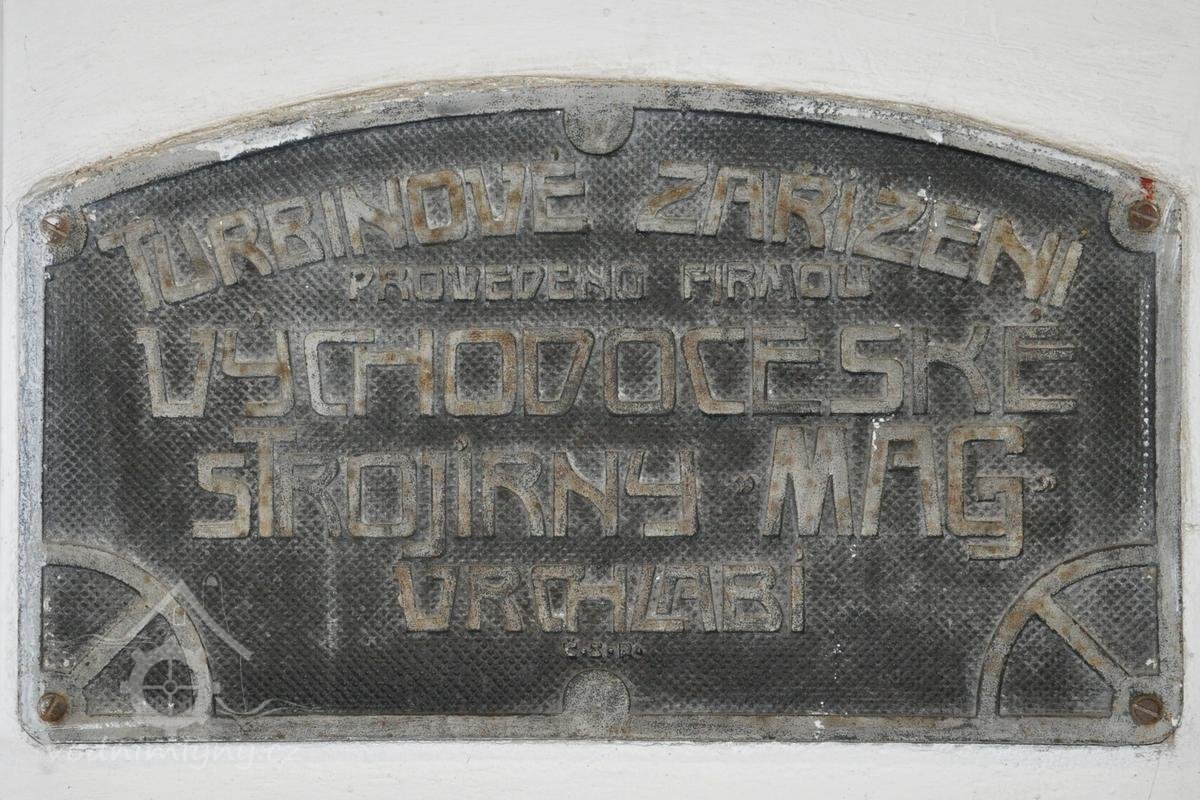 TURBINOVÉ ZAŘÍZENÍ
PROVEDENO FIRMOU
VÝCHODOČESKÉ
STROJÍRNY „MAG“
VRCHLABÍ
Č.S.R.
vodnimlyny.cz